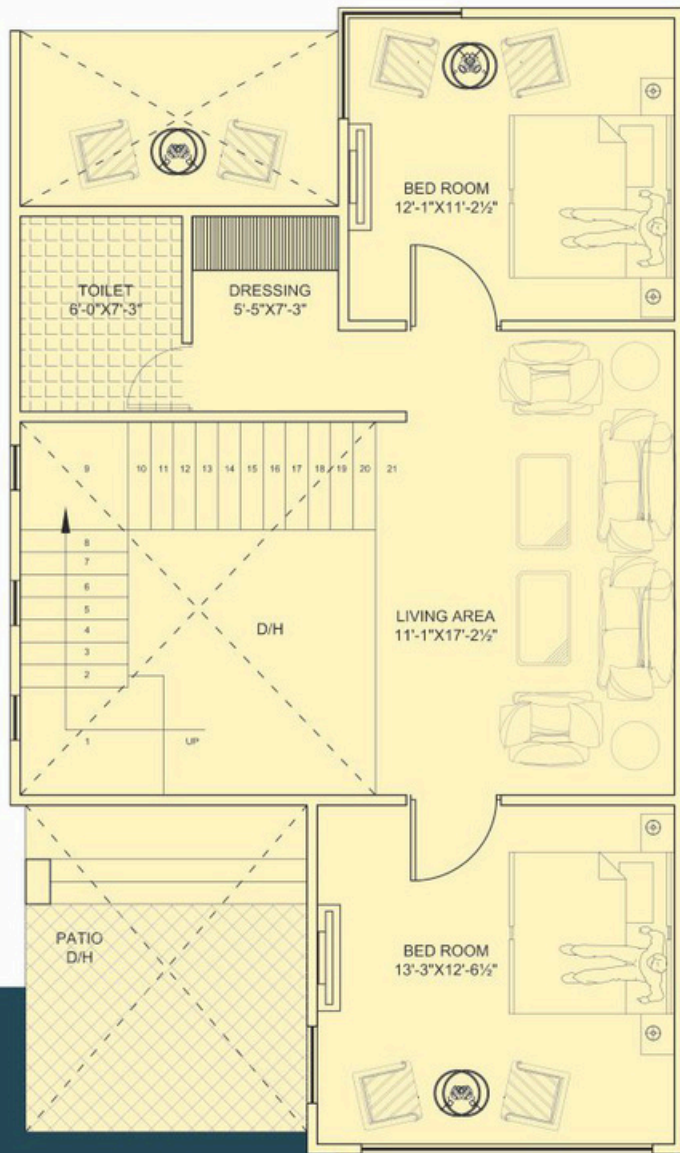 BED ROOM
12'-1"X11'-2½"
TOILET
6'-0"X7'-3"
DRESSING
5'-5"X7'-3"
9
10 11 12 13 14 15 16 17 18 19 20 21
8
7
6
5
4
3
2
1
UP
D/H
LIVING AREA
11'-1"X17'-2½"
PATIO
D/H
BED ROOM
13'-3"X12'-6½"